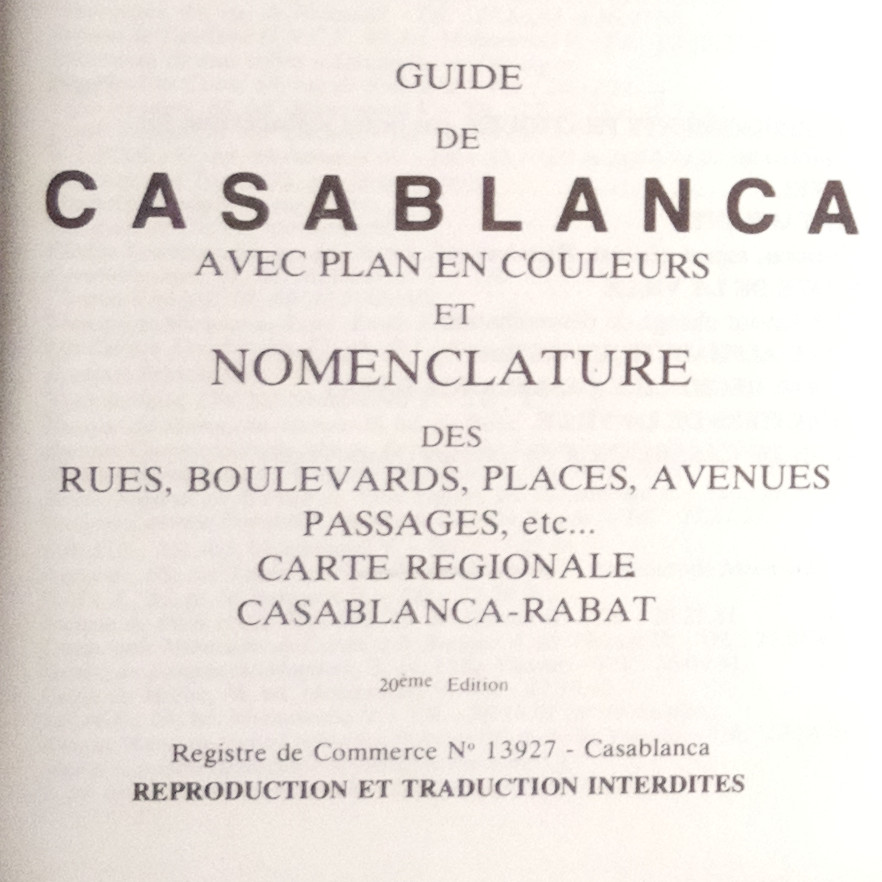 GUIDE
DE
CASABLANCA
AVEC PLAN EN COULEURS
ET
NOMENCLATURE
DES
RUES, BOULEVARDS, PLACES, AVENUES
PASSAGES, etc...
CARTE REGIONALE
CASABLANCA-RABAT
20ème Edition
Registre de Commerce Nº 13927 - Casablanca
REPRODUCTION ET TRADUCTION INTERDITES